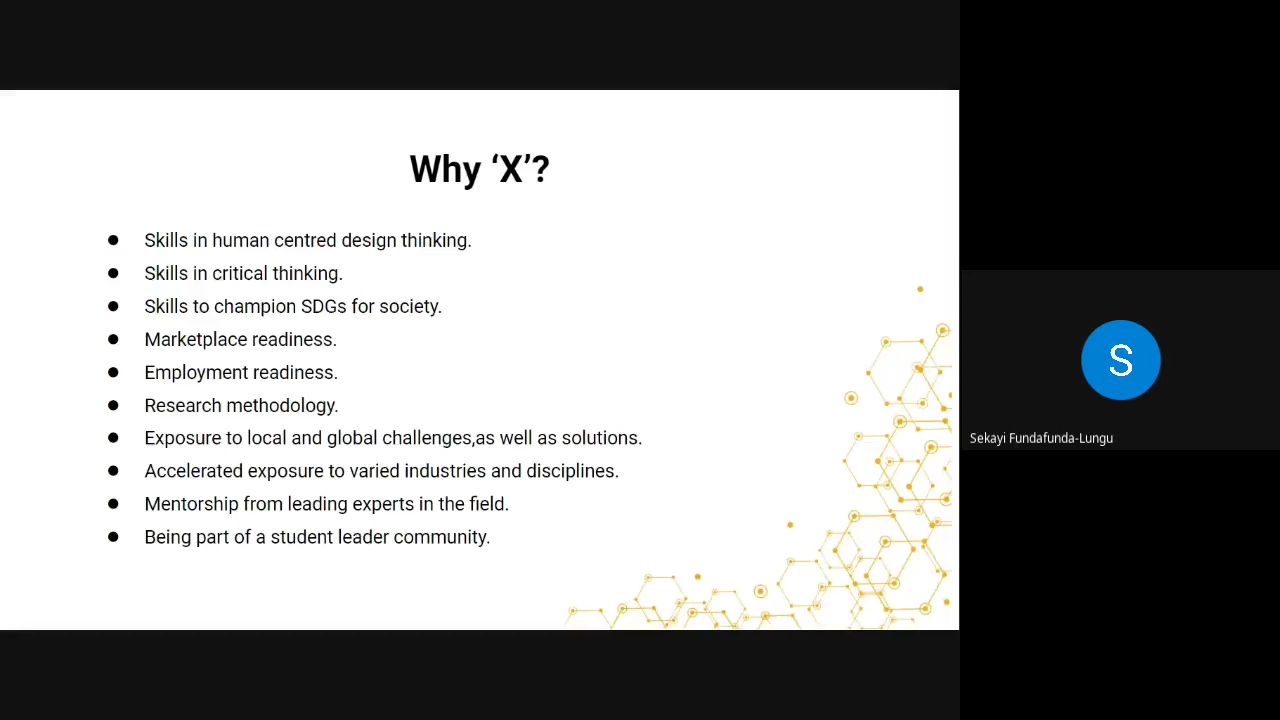 Why ‘X’?
● Skills in human centred design thinking.
● Skills in critical thinking.
● Skills to champion SDGs for society.
● Marketplace readiness.
● Employment readiness.
● Research methodology.
● Exposure to local and global challenges,as well as solutions.
● Accelerated exposure to varied industries and disciplines.
● Mentorship from leading experts in the field.
● Being part of a student leader community.
S
Sekayi Fundafunda-Lungu